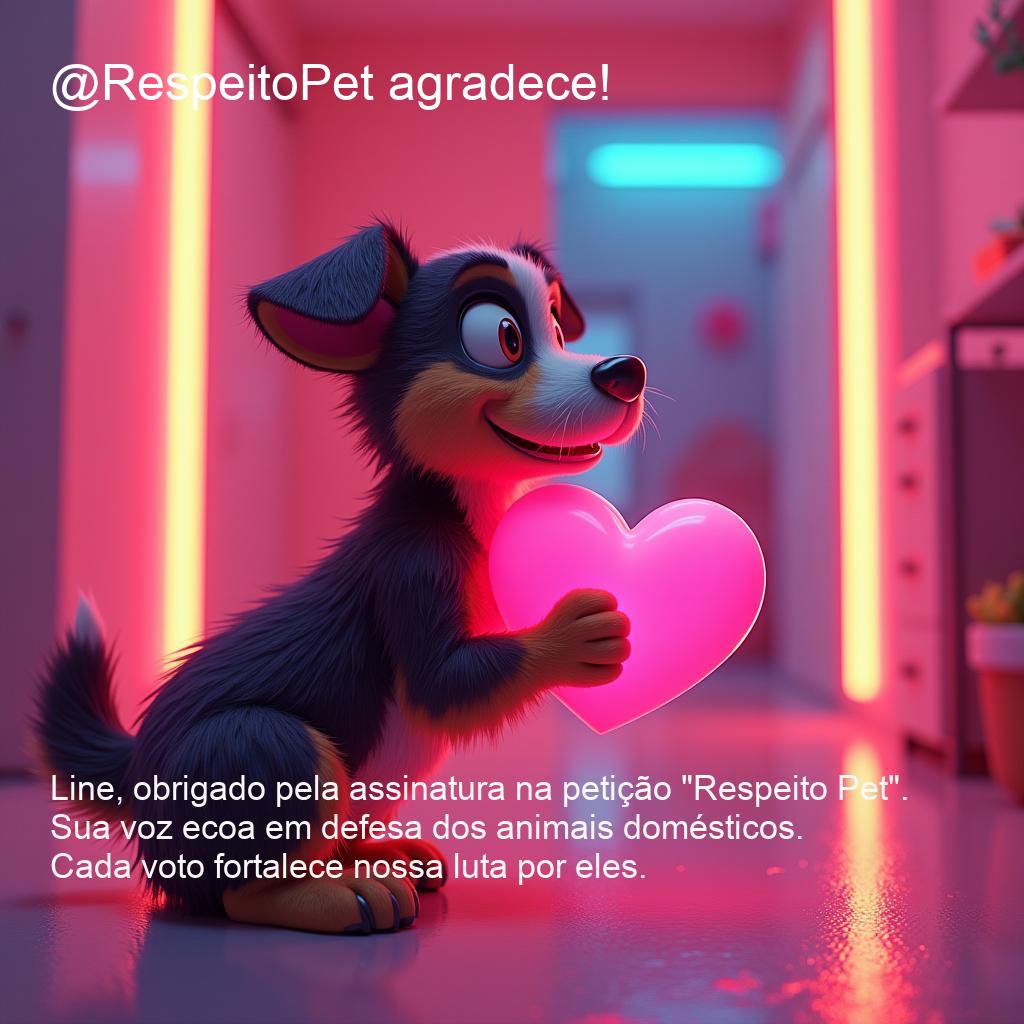 @RespeitoPet agradece!
Line, obrigado pela assinatura na petição "Respeito Pet".
Sua voz ecoa em defesa dos animais domésticos.
Cada voto fortalece nossa luta por eles.